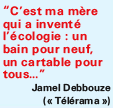 “C’est ma mère
qui a inventé
l’écologie : un
bain pour neuf,
un cartable pour
tous...”
Jamel Debbouze
(« Télérama »)